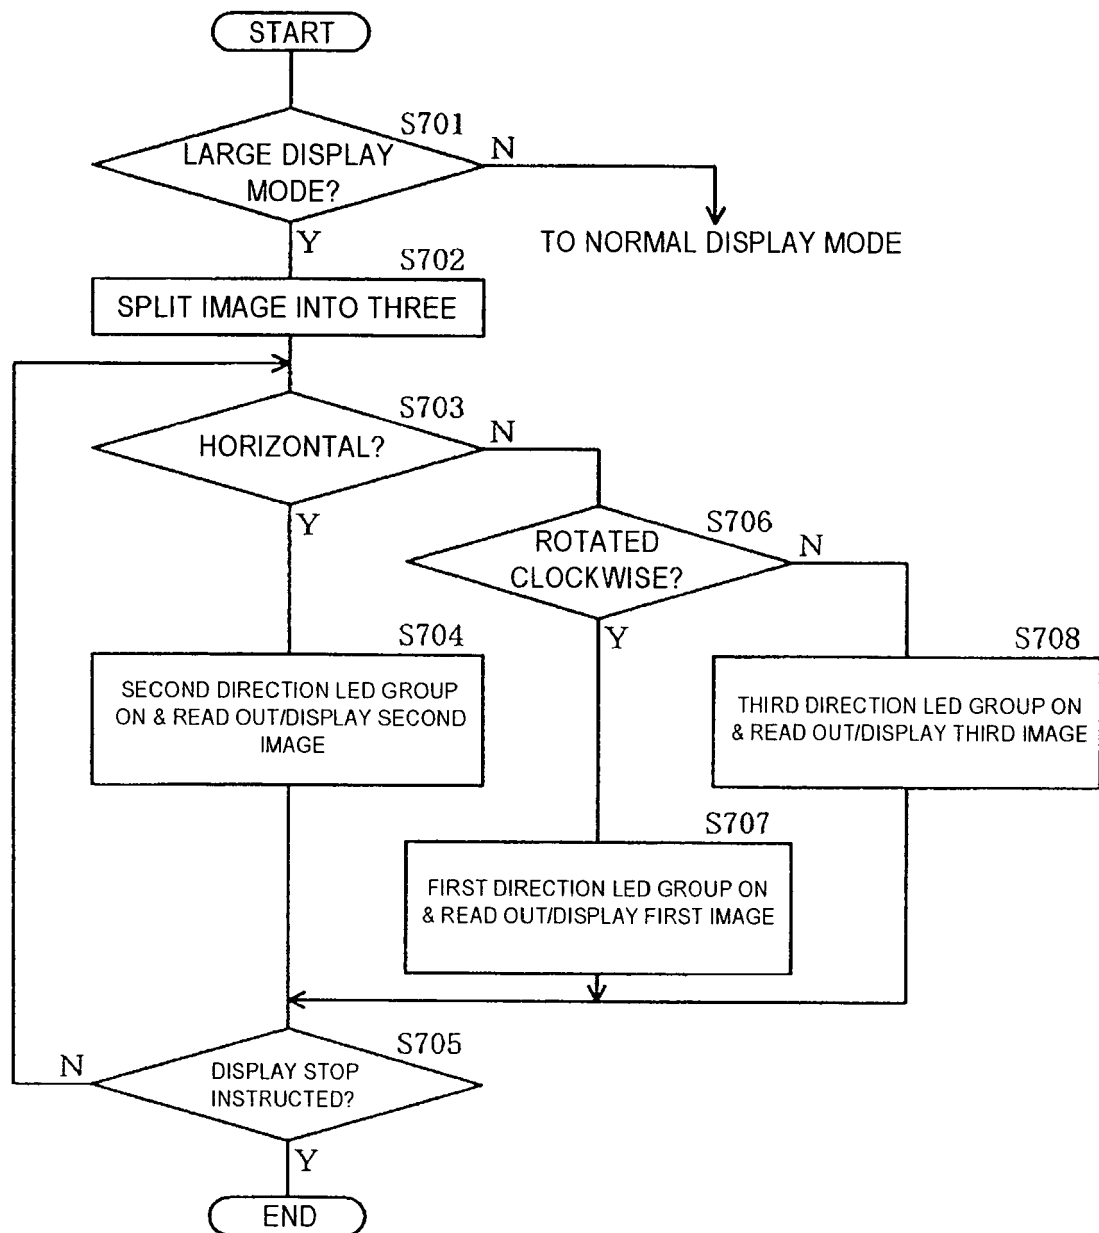 START
S701
LARGE DISPLAY
MODE?
N
Y
TO NORMAL DISPLAY MODE
S702
SPLIT IMAGE INTO THREE
S703
HORIZONTAL?
N
Y
S706
ROTATED
CLOCKWISE?
N
Y
S704
SECOND DIRECTION LED GROUP
ON & READ OUT/DISPLAY SECOND
IMAGE
S708
THIRD DIRECTION LED GROUP ON
& READ OUT/DISPLAY THIRD IMAGE
S707
FIRST DIRECTION LED GROUP ON
& READ OUT/DISPLAY FIRST IMAGE
S705
DISPLAY STOP
INSTRUCTED?
N
Y
END